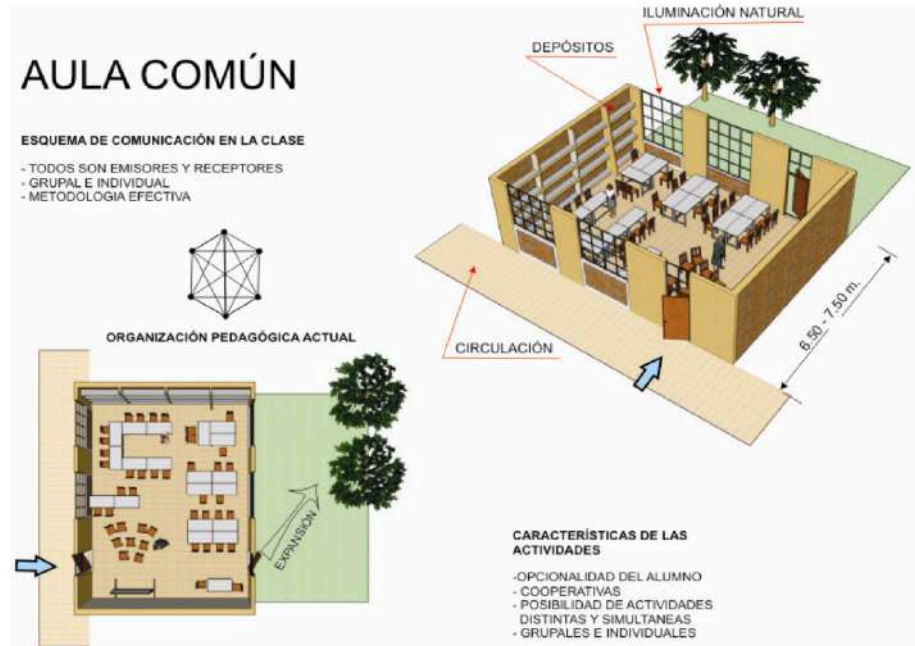 AULA COMÚN
ESQUEMA DE COMUNICACIÓN EN LA CLASE
- TODOS SON EMISORES Y RECEPTORES
- GRUPAL E INDIVIDUAL
- METODOLOGIA EFECTIVA
ORGANIZACIÓN PEDAGÓGICA ACTUAL
ILUMINACIÓN NATURAL
DEPÓSITOS
CIRCULACIÓN
6.50 - 7.50 m.
EXPANSION
CARACTERÍSTICAS DE LAS
ACTIVIDADES
-OPCIONALIDAD DEL ALUMNO
- COOPERATIVAS
- POSIBILIDAD DE ACTIVIDADES
DISTINTAS Y SIMULTANEAS
- GRUPALES E INDIVIDUALES